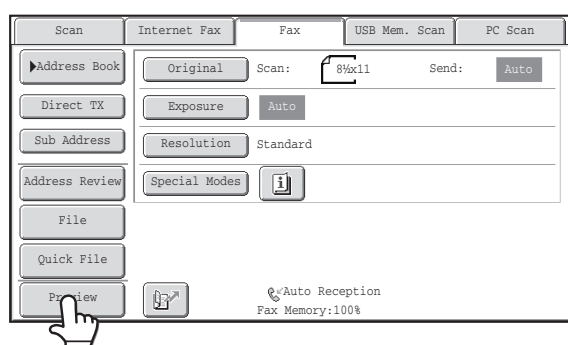 Scan Internet Fax Fax USB Mem. Scan PC Scan
Address Book
Original Scan: 8½x11 Send: Auto
Direct TX
Exposure Auto
Sub Address
Resolution Standard
Address Review
Special Modes
File
Quick File
Preview
Auto Reception
Fax Memory:100%